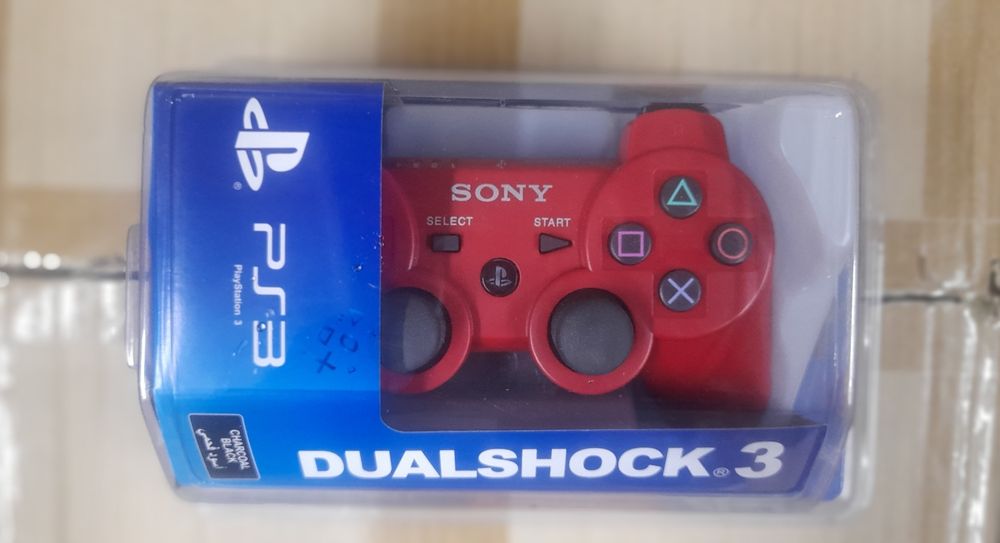 PS3
PlayStation 3
CHARCOAL
BLACK
أسود فحمي
SONY
SELECT
START
DUALSHOCK® 3